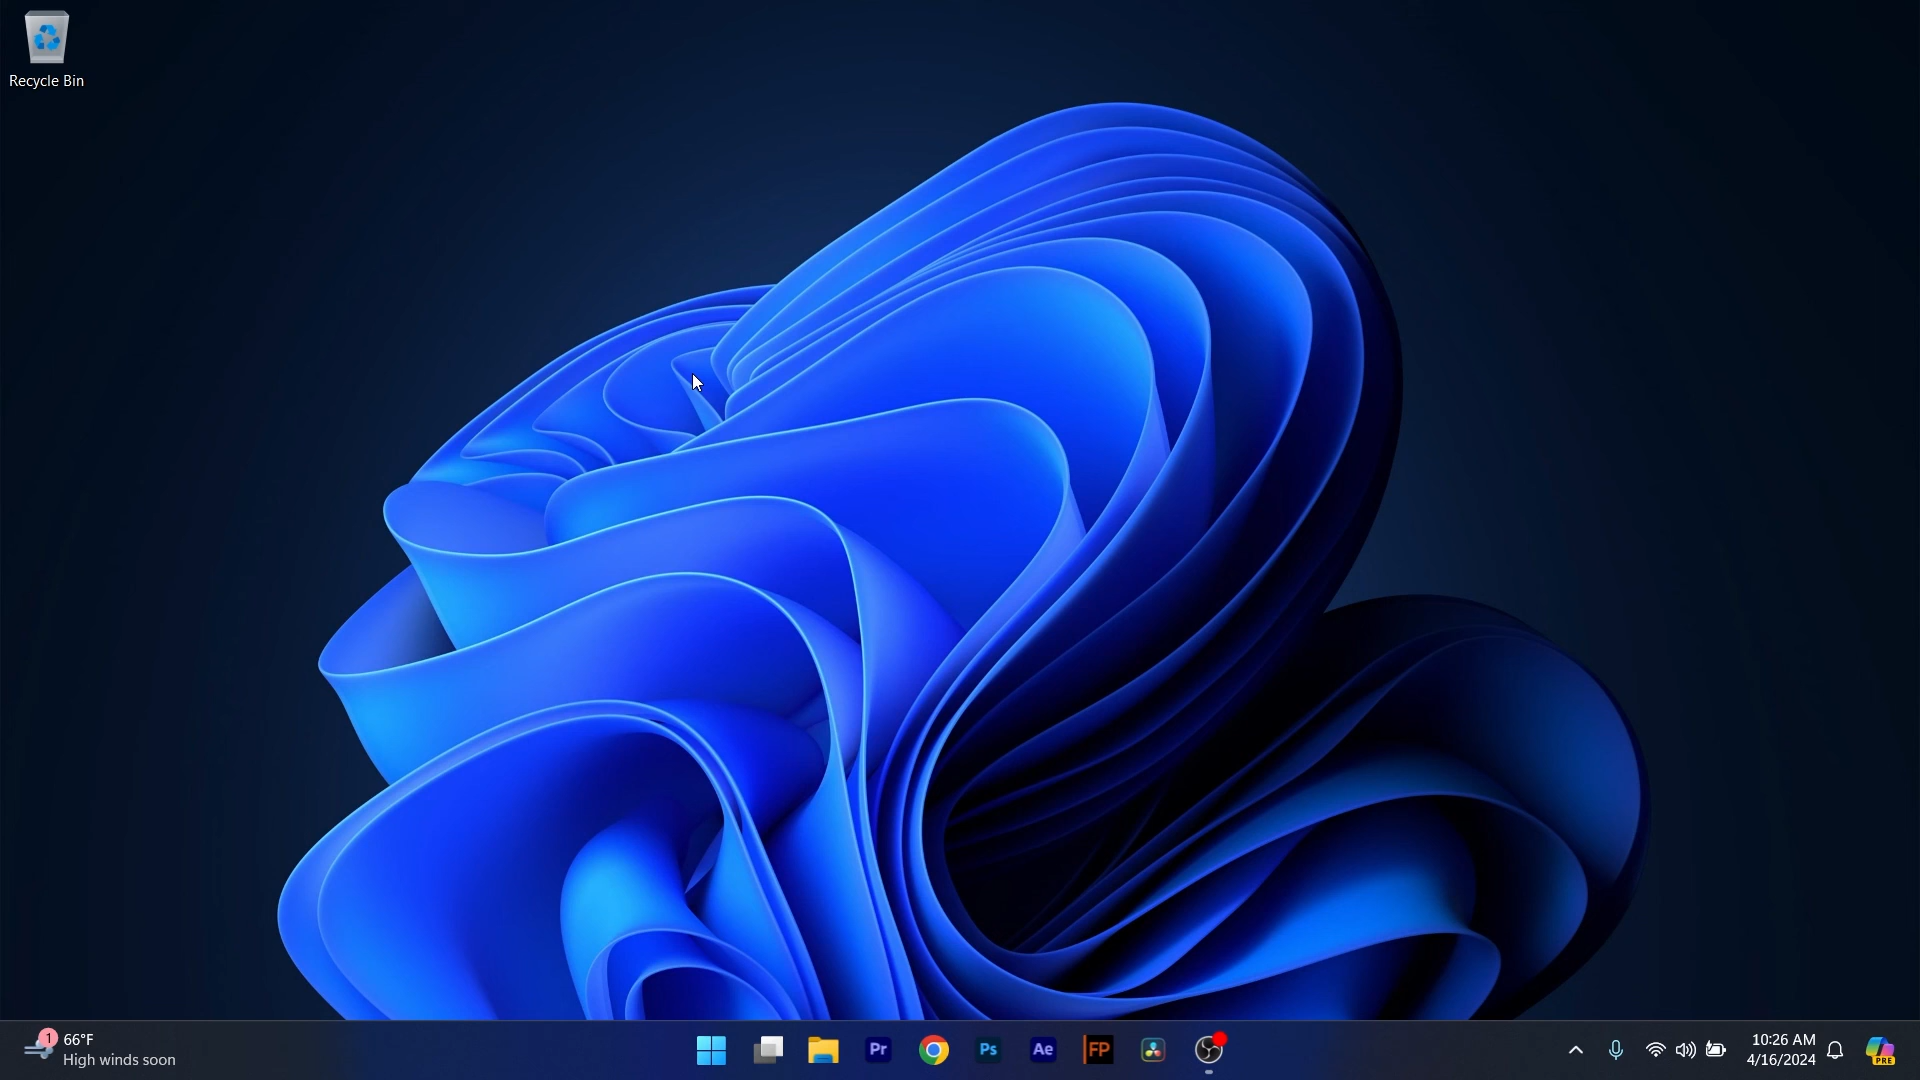 Recycle Bin
1
66°F
High winds soon
Pr
Ps
Ae
FP
10:26 AM
4/16/2024
PRE